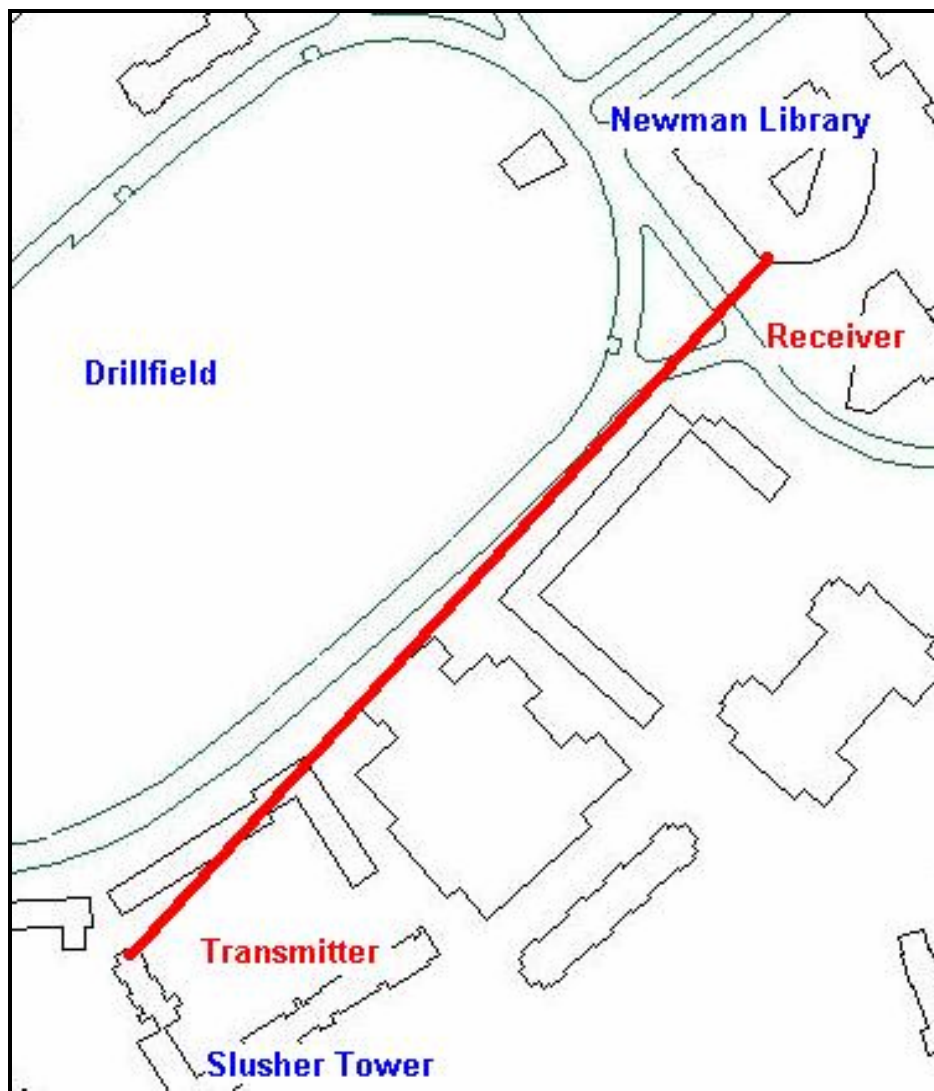 Newman Library
Receiver
Drillfield
Transmitter
Slusher Tower